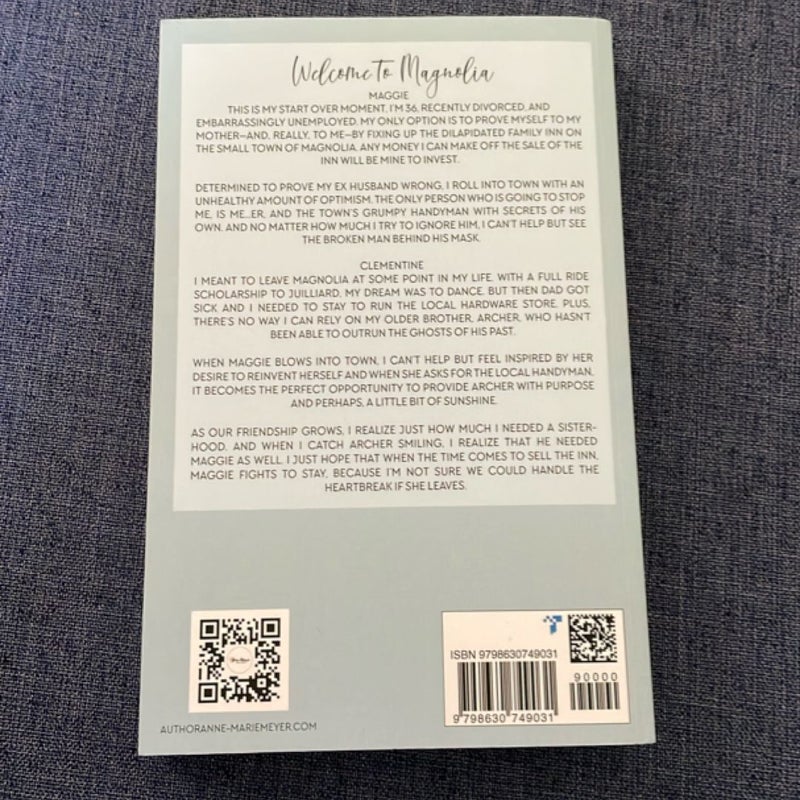 Welcome to Magnolia
MAGGIE
THIS IS MY START OVER MOMENT. I'M 36, RECENTLY DIVORCED, AND
EMBARRASSINGLY UNEMPLOYED. MY ONLY OPTION IS TO PROVE MYSELF TO MY
MOTHER—AND, REALLY, TO ME—BY FIXING UP THE DILAPIDATED FAMILY INN ON
THE SMALL TOWN OF MAGNOLIA. ANY MONEY I CAN MAKE OFF THE SALE OF THE
INN WILL BE MINE TO INVEST.
DETERMINED TO PROVE MY EX HUSBAND WRONG, I ROLL INTO TOWN WITH AN
UNHEALTHY AMOUNT OF OPTIMISM. THE ONLY PERSON WHO IS GOING TO STOP
ME, IS ME...ER, AND THE TOWN'S GRUMPY HANDYMAN WITH SECRETS OF HIS
OWN. AND NO MATTER HOW MUCH I TRY TO IGNORE HIM, I CAN'T HELP BUT SEE
THE BROKEN MAN BEHIND HIS MASK.
CLEMENTINE
I MEANT TO LEAVE MAGNOLIA AT SOME POINT IN MY LIFE. WITH A FULL RIDE
SCHOLARSHIP TO JUILLIARD, MY DREAM WAS TO DANCE. BUT THEN DAD GOT
SICK AND I NEEDED TO STAY TO RUN THE LOCAL HARDWARE STORE. PLUS,
THERE'S NO WAY I CAN RELY ON MY OLDER BROTHER, ARCHER, WHO HASN'T
BEEN ABLE TO OUTRUN THE GHOSTS OF HIS PAST.
WHEN MAGGIE BLOWS INTO TOWN, I CAN'T HELP BUT FEEL INSPIRED BY HER
DESIRE TO REINVENT HERSELF AND WHEN SHE ASKS FOR THE LOCAL HANDYMAN,
IT BECOMES THE PERFECT OPPORTUNITY TO PROVIDE ARCHER WITH PURPOSE
AND PERHAPS, A LITTLE BIT OF SUNSHINE.
AS OUR FRIENDSHIP GROWS, I REALIZE JUST HOW MUCH I NEEDED A SISTER-
HOOD. AND WHEN I CATCH ARCHER SMILING, I REALIZE THAT HE NEEDED
MAGGIE AS WELL. I JUST HOPE THAT WHEN THE TIME COMES TO SELL THE INN,
MAGGIE FIGHTS TO STAY, BECAUSE I'M NOT SURE WE COULD HANDLE THE
HEARTBREAK IF SHE LEAVES.
AUTHORANNE-MARIEMEYER.COM
ISBN 9798630749031
90000
9 798630 749031